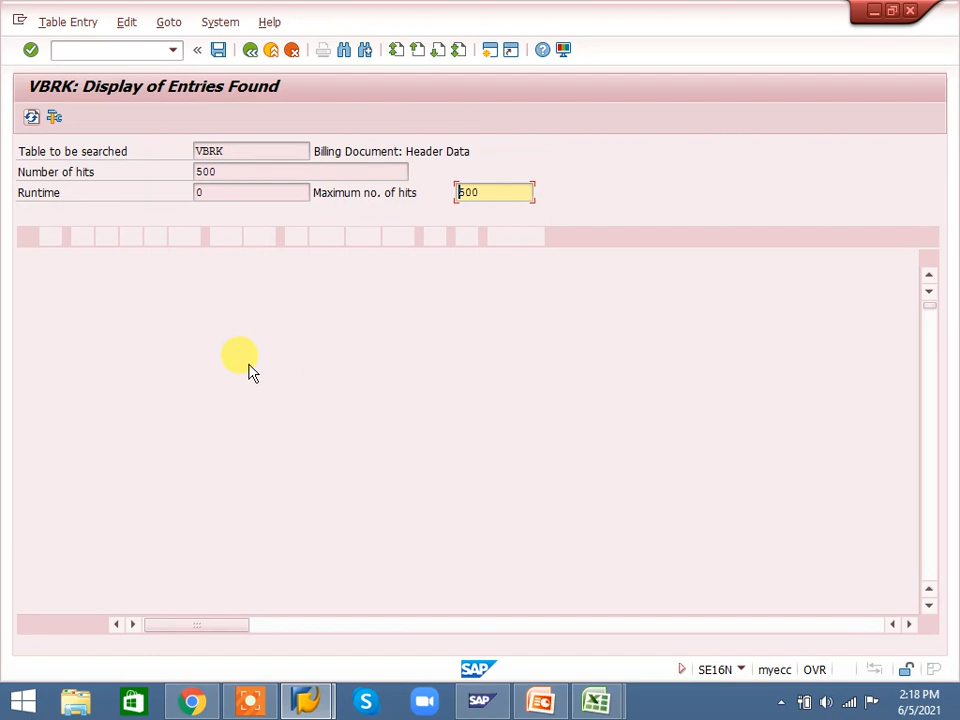 Table Entry Edit Goto System Help
VBRK: Display of Entries Found
Table to be searched VBRK Billing Document: Header Data
Number of hits 500
Runtime 0 Maximum no. of hits 500
SAP SE16N myecc OVR
S SAP
2:18 PM
6/5/2021